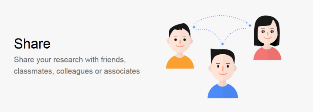 Share
Share your research with friends,
classmates, colleagues or associates